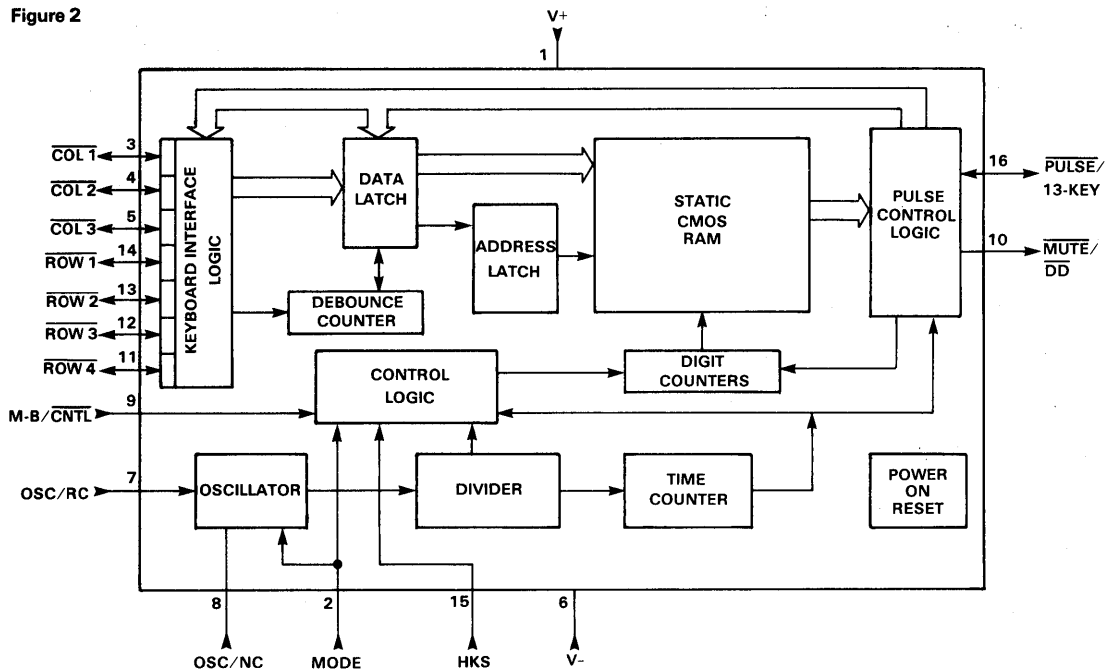 Figure 2
V+
1
3
COL 1
4
COL 2
5
COL 3
14
ROW 1
13
ROW 2
12
ROW 3
11
ROW 4
9
M-B/CNTL
7
OSC/RC
KEYBOARD INTERFACE
LOGIC
DATA
LATCH
ADDRESS
LATCH
DEBOUNCE
COUNTER
STATIC
CMOS
RAM
PULSE
CONTROL
LOGIC
16
PULSE/
13-KEY
10
MUTE/
DD
CONTROL
LOGIC
DIGIT
COUNTERS
OSCILLATOR
DIVIDER
TIME
COUNTER
POWER
ON
RESET
8
2
15
6
OSC/NC
MODE
HKS
V-